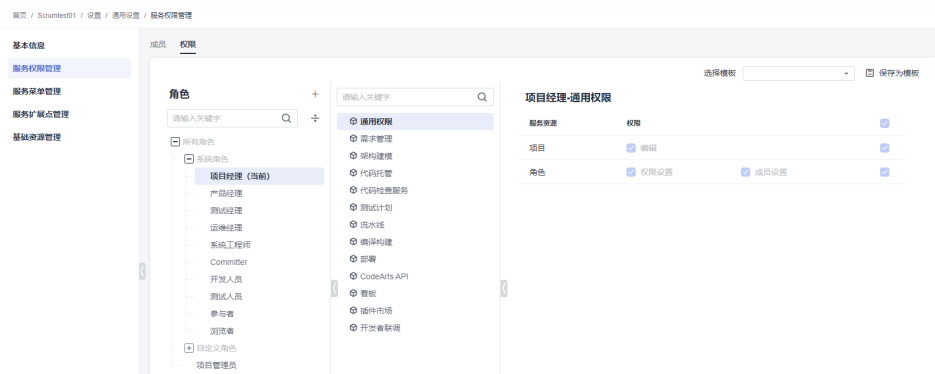 首页 / Scrumtest01 / 设置 / 通用设置 / 服务权限管理
基本信息
服务权限管理
服务菜单管理
服务扩展点管理
基础资源管理
成员 权限
选择模板 保存为模板
角色
请输入关键字
所有角色
系统角色
项目经理（当前）
产品经理
测试经理
运维经理
系统工程师
Committer
开发人员
测试人员
参与者
浏览者
自定义角色
项目管理员
请输入关键字
通用权限
需求管理
架构建模
代码托管
代码检查服务
测试计划
流水线
编译构建
部署
CodeArts API
看板
插件市场
开发者联调
项目经理-通用权限
服务资源 权限
项目 编辑
角色 权限设置 成员设置